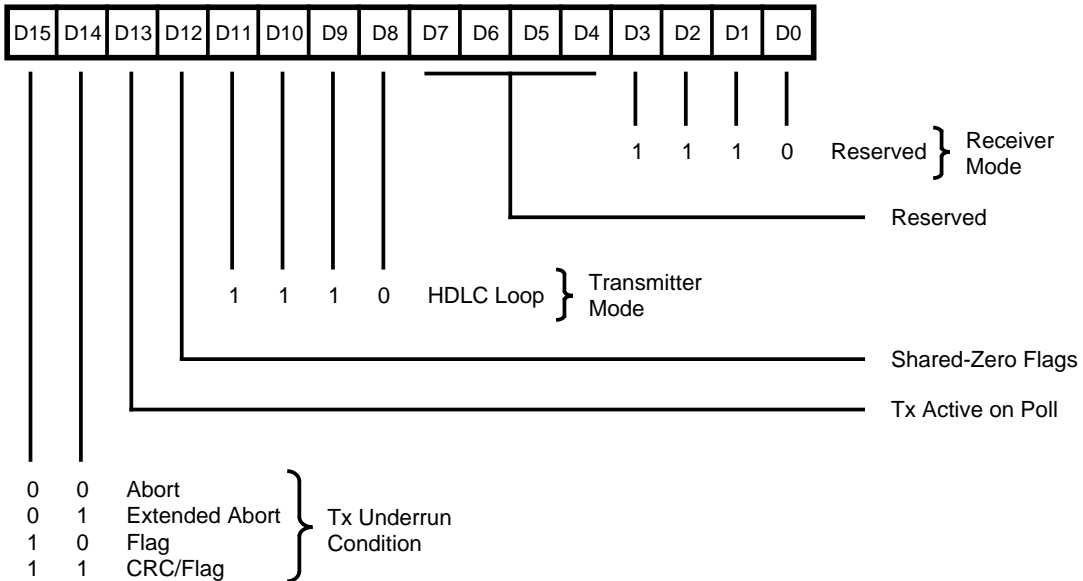 D15 D14 D13 D12 D11 D10 D9 D8 D7 D6 D5 D4 D3 D2 D1 D0
1 1 1 0 Reserved Receiver
Mode
Reserved
1 1 1 0 HDLC Loop Transmitter
Mode
Shared-Zero Flags
Tx Active on Poll
0 0 Abort
0 1 Extended Abort Tx Underrun
1 0 Flag Condition
1 1 CRC/Flag